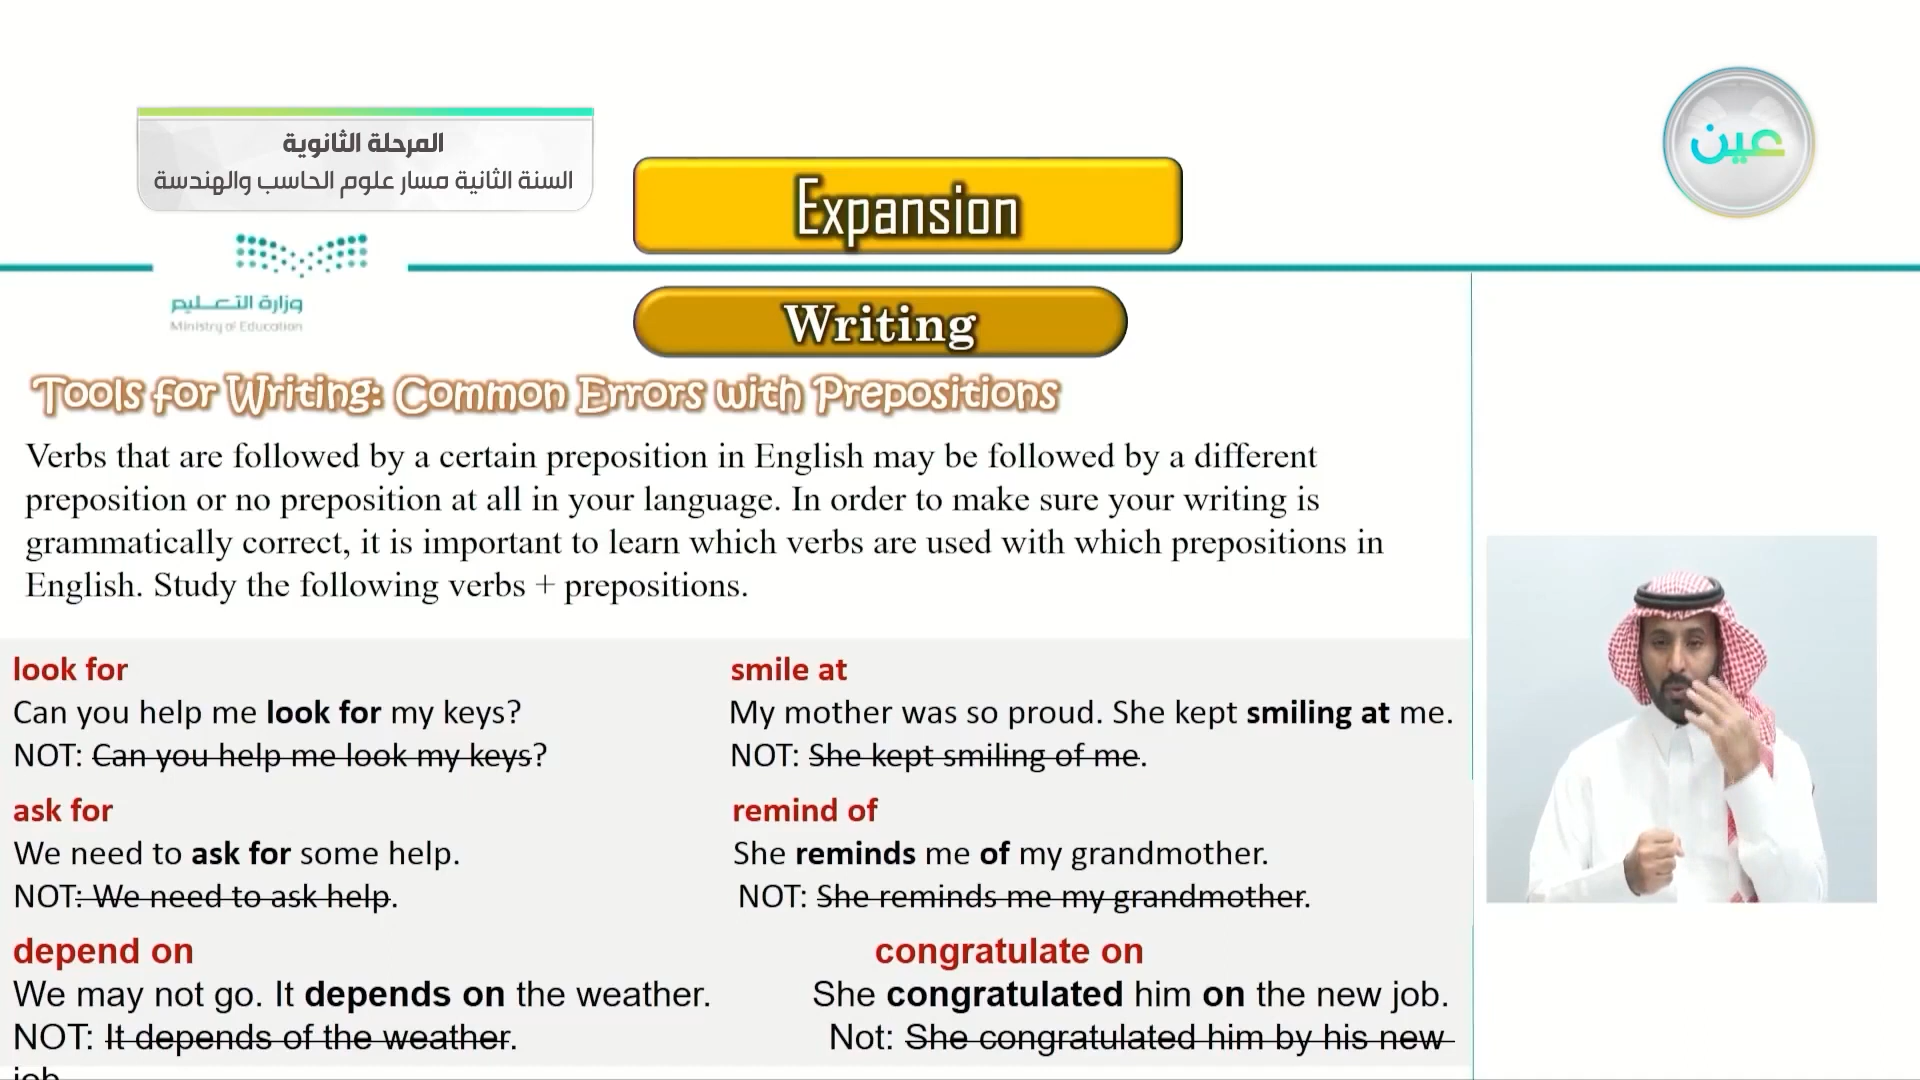 المرحلة الثانوية
السنة الثانية مسار علوم الحاسب والهندسة
عين
Expansion
وزارة التعليم
Ministry of Education
Writing
Tools for Writing: Common Errors with Prepositions
Verbs that are followed by a certain preposition in English may be followed by a different
preposition or no preposition at all in your language. In order to make sure your writing is
grammatically correct, it is important to learn which verbs are used with which prepositions in
English. Study the following verbs + prepositions.
look for
Can you help me look for my keys?
NOT: Can you help me look my keys?
smile at
My mother was so proud. She kept smiling at me.
NOT: She kept smiling of me.
ask for
We need to ask for some help.
NOT: We need to ask help.
remind of
She reminds me of my grandmother.
NOT: She reminds me my grandmother.
depend on
We may not go. It depends on the weather.
NOT: It depends of the weather.
congratulate on
She congratulated him on the new job.
Not: She congratulated him by his new
job